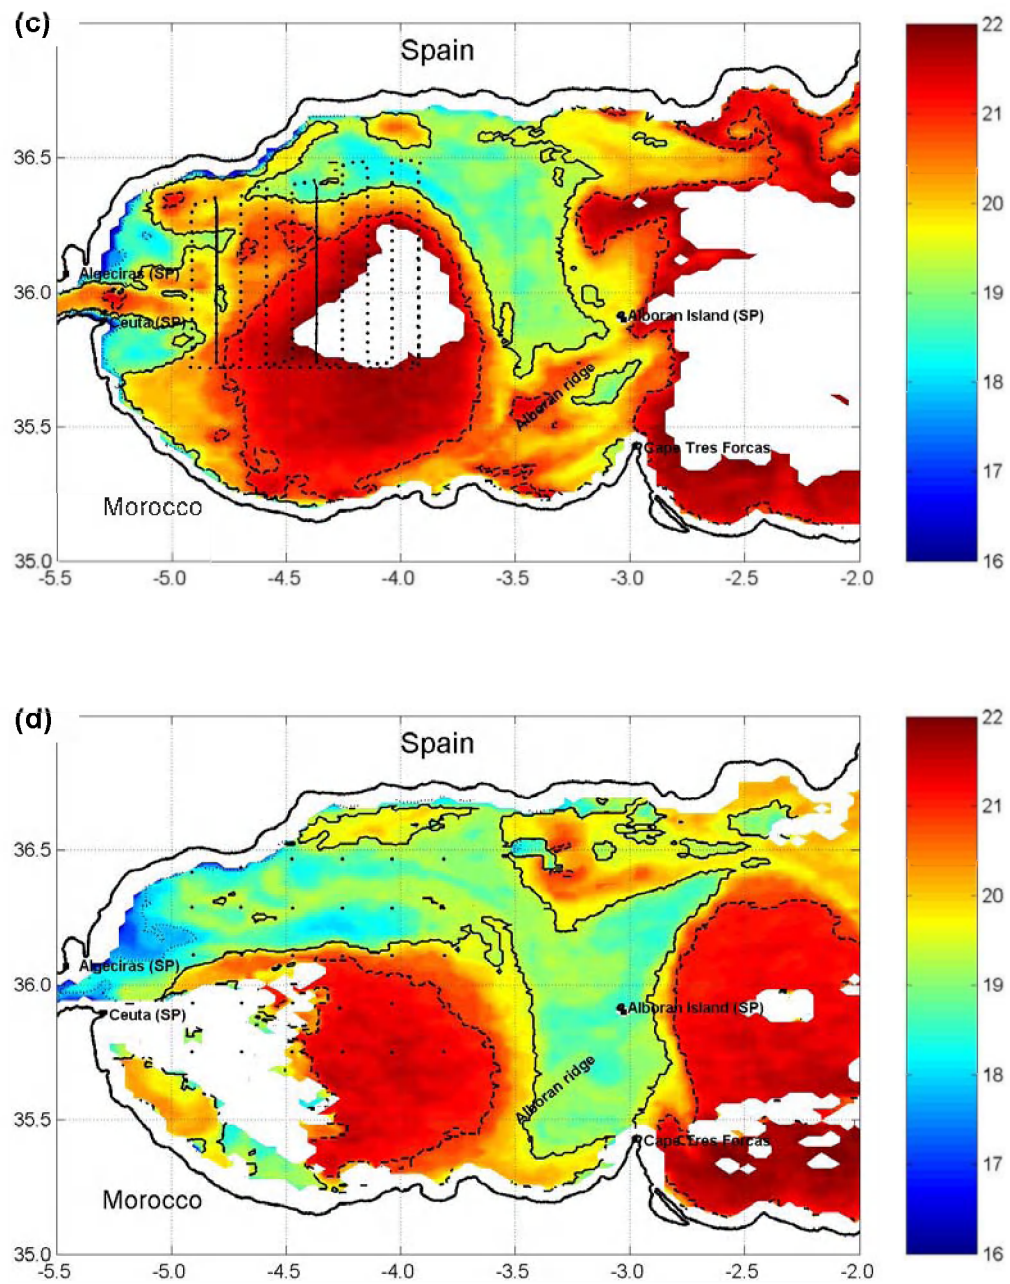 (c)
Spain
22
21
20
19
18
17
16
36.5
Algeciras (SP)
36.0
Ceuta (SP)
Alboran Island (SP)
Alboran ridge
35.5
Cape Tres Forcas
Morocco
35.0
-5.5 -5.0 -4.5 -4.0 -3.5 -3.0 -2.5 -2.0
(d)
Spain
22
21
20
19
18
17
16
36.5
Algeciras (SP)
36.0
Ceuta (SP)
Alboran Island (SP)
Alboran ridge
35.5
Cape Tres Forcas
Morocco
35.0
-5.5 -5.0 -4.5 -4.0 -3.5 -3.0 -2.5 -2.0